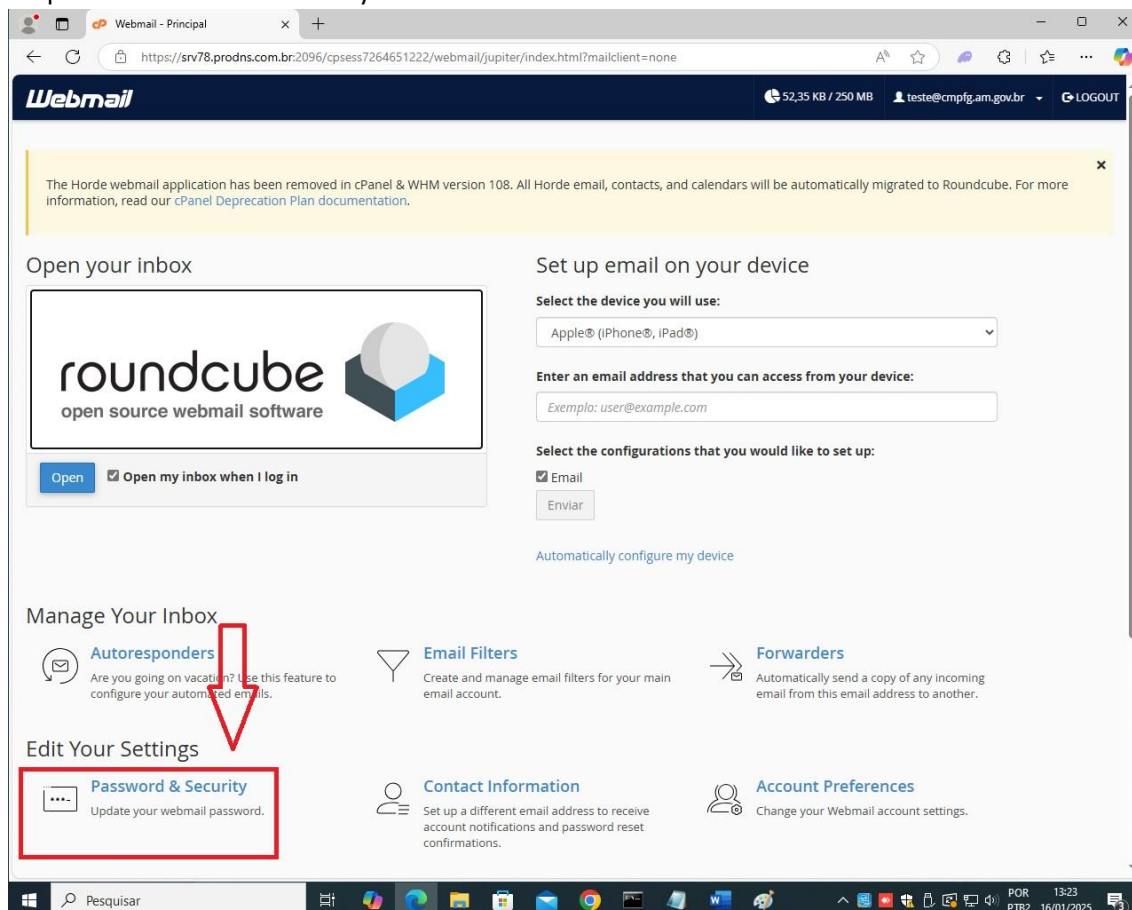 Webmail - Principal
https://srv78.prodns.com.br:2096/cpsess7264651222/webmail/jupiter/index.html?mailclient=none
Webmail
52,35 KB / 250 MB
teste@cmpfg.am.gov.br
LOGOUT
The Horde webmail application has been removed in cPanel & WHM version 108. All Horde email, contacts, and calendars will be automatically migrated to Roundcube. For more
information, read our cPanel Deprecation Plan documentation.
Open your inbox
roundcube
open source webmail software
Open
Open my inbox when I log in
Set up email on your device
Select the device you will use:
Apple® (iPhone®, iPad®)
Enter an email address that you can access from your device:
Exemplo: user@example.com
Select the configurations that you would like to set up:
Email
Enviar
Automatically configure my device
Manage Your Inbox
Autoresponders
Are you going on vacation? Use this feature to
configure your automated emails.
Email Filters
Create and manage email filters for your main
email account.
Forwarders
Automatically send a copy of any incoming
email from this email address to another.
Edit Your Settings
Password & Security
Update your webmail password.
Contact Information
Set up a different email address to receive
account notifications and password reset
confirmations.
Account Preferences
Change your Webmail account settings.
Pesquisar
POR
PTB2
13:23
16/01/2025